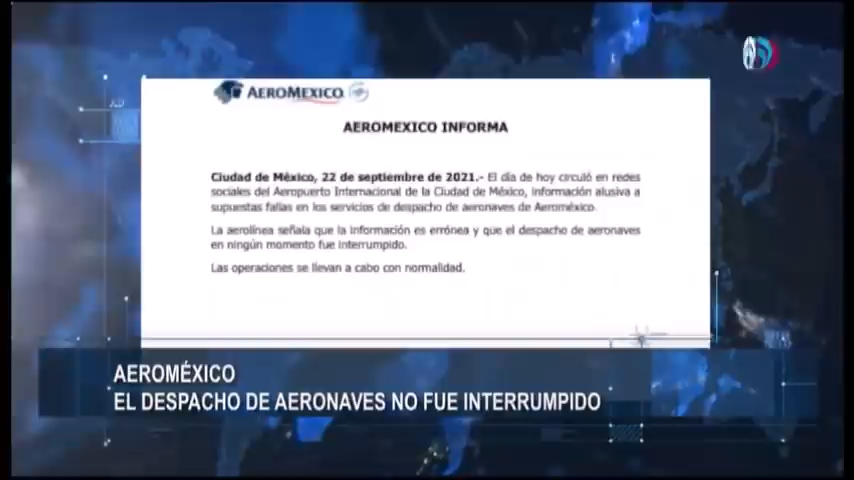 AEROMEXICO
AEROMEXICO INFORMA
Ciudad de México, 22 de septiembre de 2021.- El día de hoy circuló en redes
sociales del Aeropuerto Internacional de la Ciudad de México, información alusiva a
supuestas fallas en los servicios de despacho de aeronaves de Aeroméxico.
La aerolínea señala que la información es errónea y que el despacho de aeronaves
en ningún momento fue interrumpido.
Las operaciones se llevan a cabo con normalidad.
AEROMÉXICO
EL DESPACHO DE AERONAVES NO FUE INTERRUMPIDO